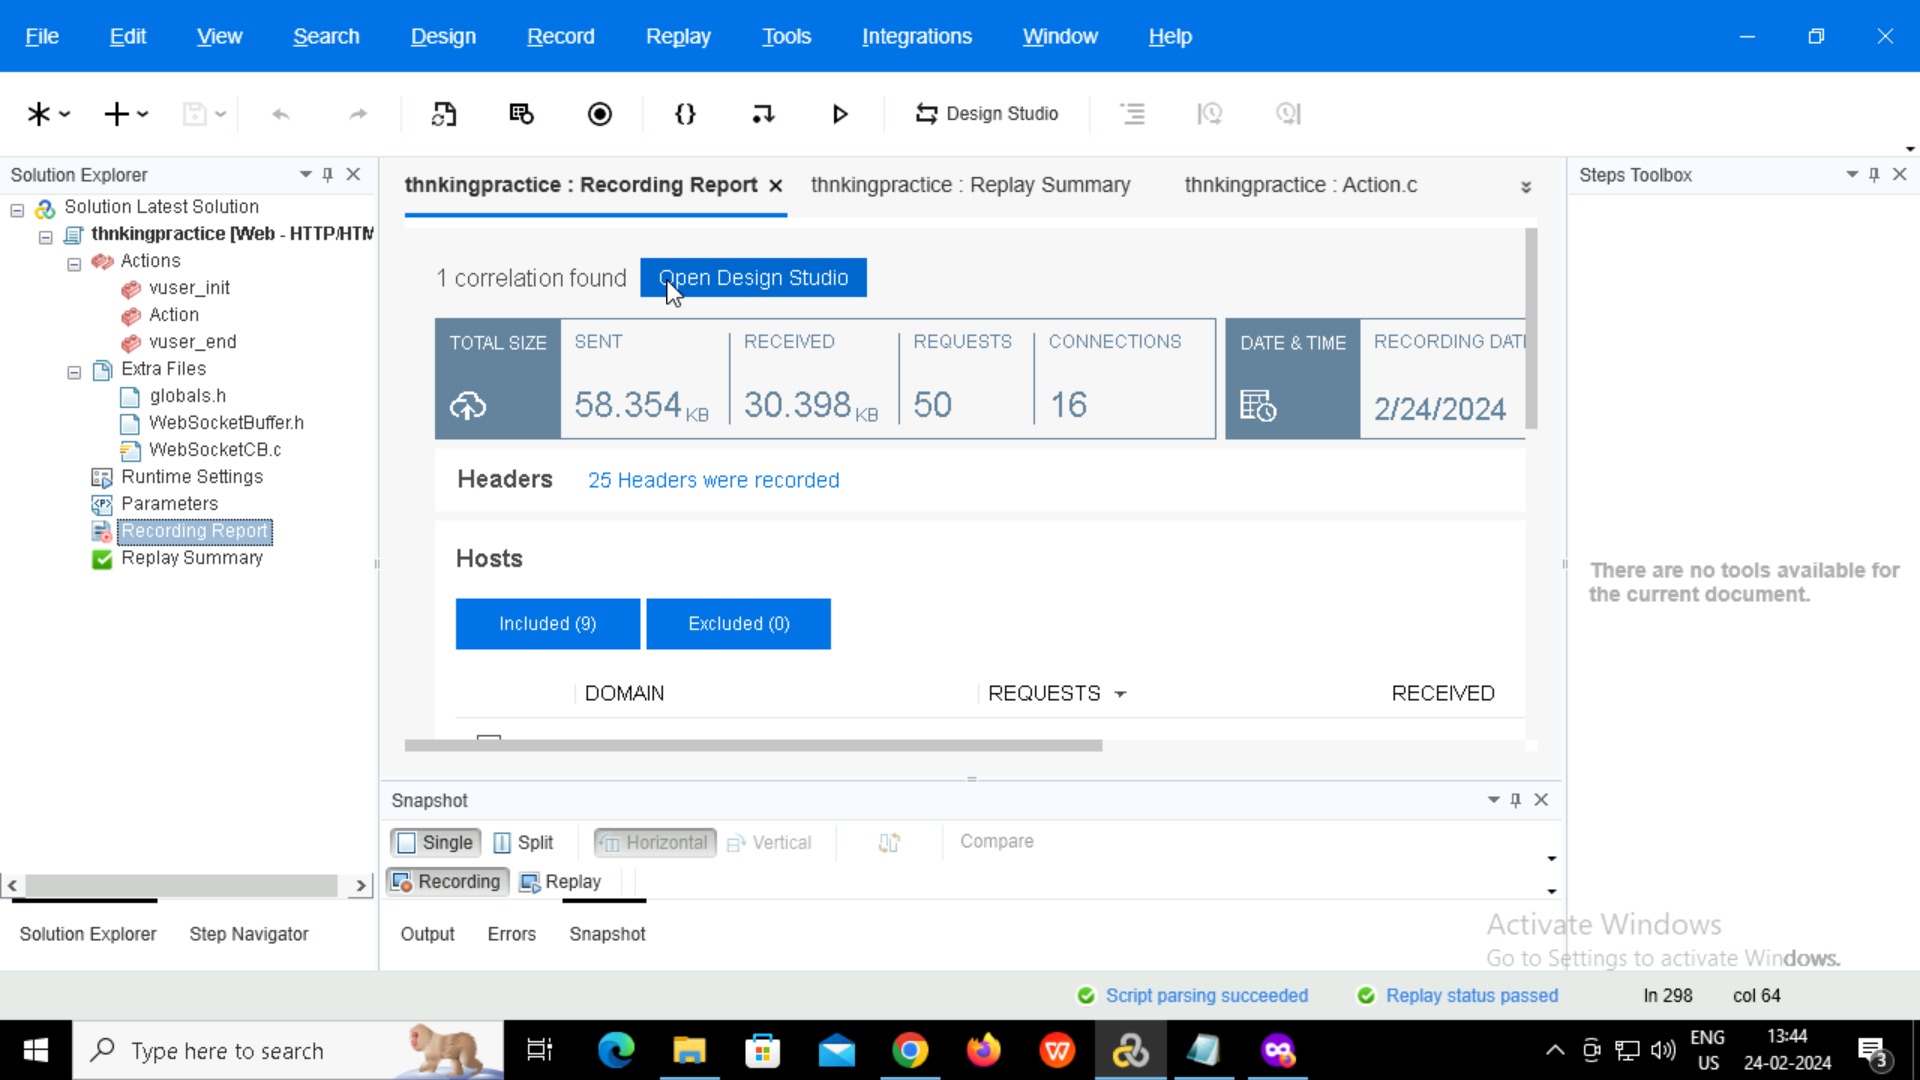 File Edit View Search Design Record Replay Tools Integrations Window Help
Design Studio
Solution Explorer
Solution Latest Solution
thnkingpractice [Web - HTTP/HTM
Actions
vuser_init
Action
vuser_end
Extra Files
globals.h
WebSocketBuffer.h
WebSocketCB.c
Runtime Settings
Parameters
Recording Report
Replay Summary
Solution Explorer Step Navigator
thnkingpractice : Recording Report thnkingpractice : Replay Summary thnkingpractice : Action.c
1 correlation found Open Design Studio
TOTAL SIZE SENT RECEIVED REQUESTS CONNECTIONS DATE & TIME RECORDING DATE
58.354 KB 30.398 KB 50 16 2/24/2024
Headers 25 Headers were recorded
Hosts
Included (9) Excluded (0)
DOMAIN REQUESTS RECEIVED
Snapshot
Single Split Horizontal Vertical Compare
Recording Replay
Output Errors Snapshot
Steps Toolbox
There are no tools available for
the current document.
Activate Windows
Go to Settings to activate Windows.
Script parsing succeeded Replay status passed ln 298 col 64
Type here to search
ENG
US
13:44
24-02-2024
3